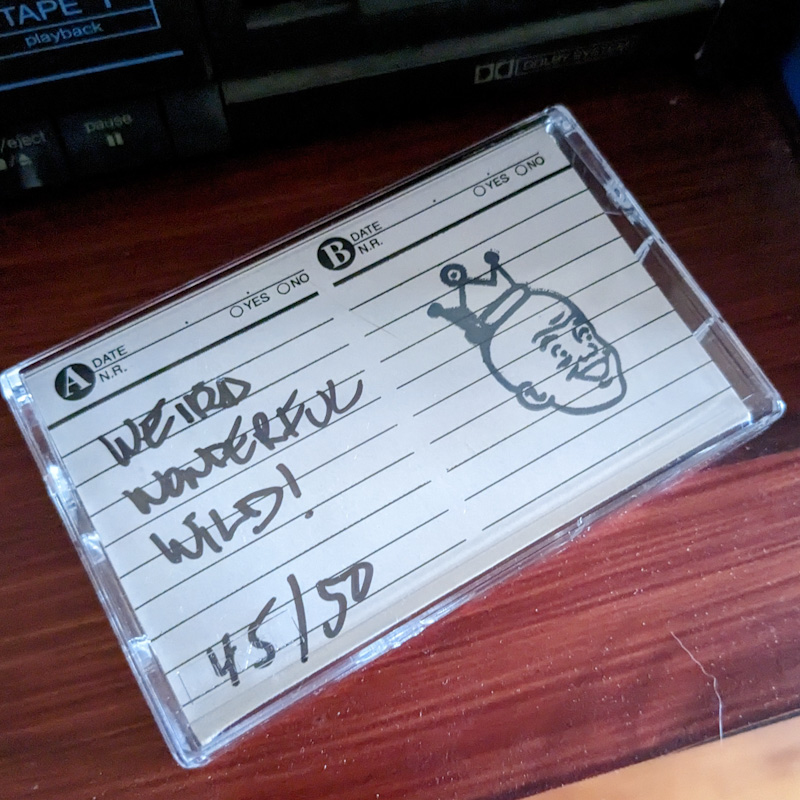 TAPE 1
playback
/eject
pause
DOLBY SYSTEM
A DATE
N.R.
YES NO
B DATE
N.R.
YES NO
WEIRD
WONDERFUL
WILD!
45/50